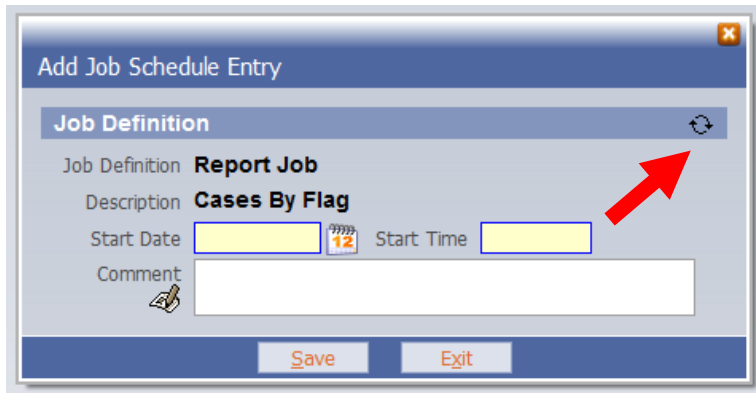 Add Job Schedule Entry
Job Definition
Job Definition Report Job
Description Cases By Flag
Start Date 12 Start Time
Comment
Save Exit